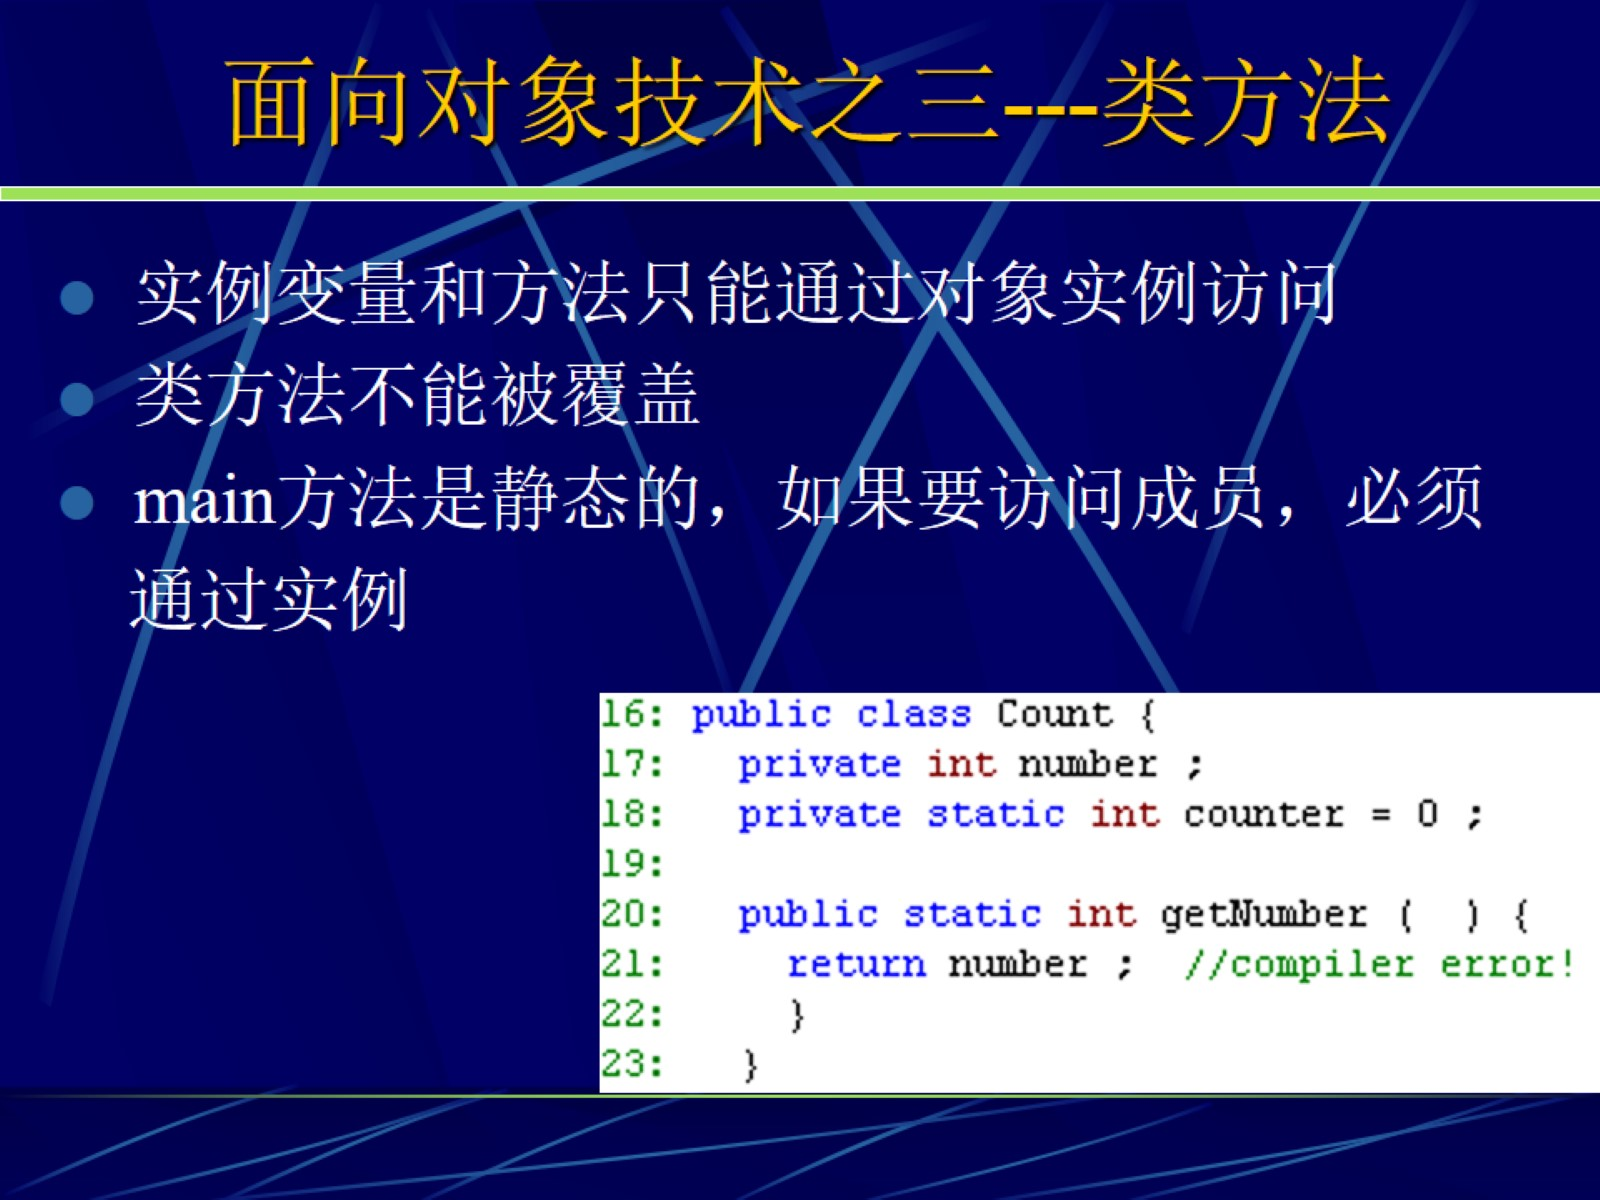 面向对象技术之三---类方法
实例变量和方法只能通过对象实例访问
类方法不能被覆盖
main方法是静态的，如果要访问成员，必须
通过实例
16: public class Count {
17:   private int number ;
18:   private static int counter = 0 ;
19:
20:   public static int getNumber (  ) {
21:     return number ;  //compiler error!
22:     }
23:   }